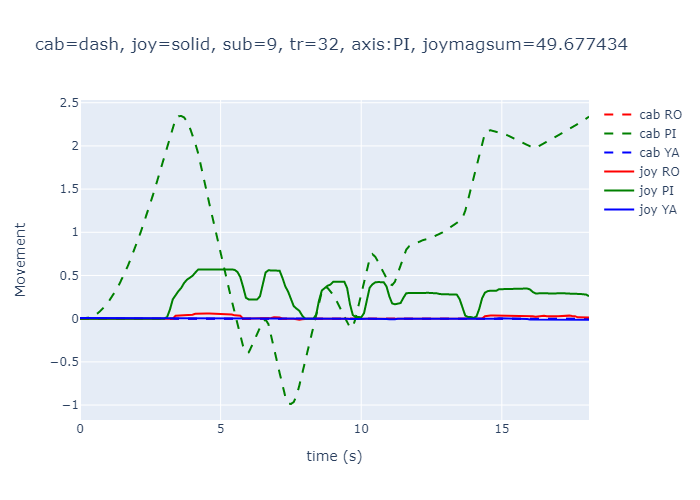 cab=dash, joy=solid, sub=9, tr=32, axis:PI, joymagsum=49.677434
2.5
2
1.5
1
0.5
0
−0.5
−1
Movement
0
5
10
15
time (s)
cab RO
cab PI
cab YA
joy RO
joy PI
joy YA